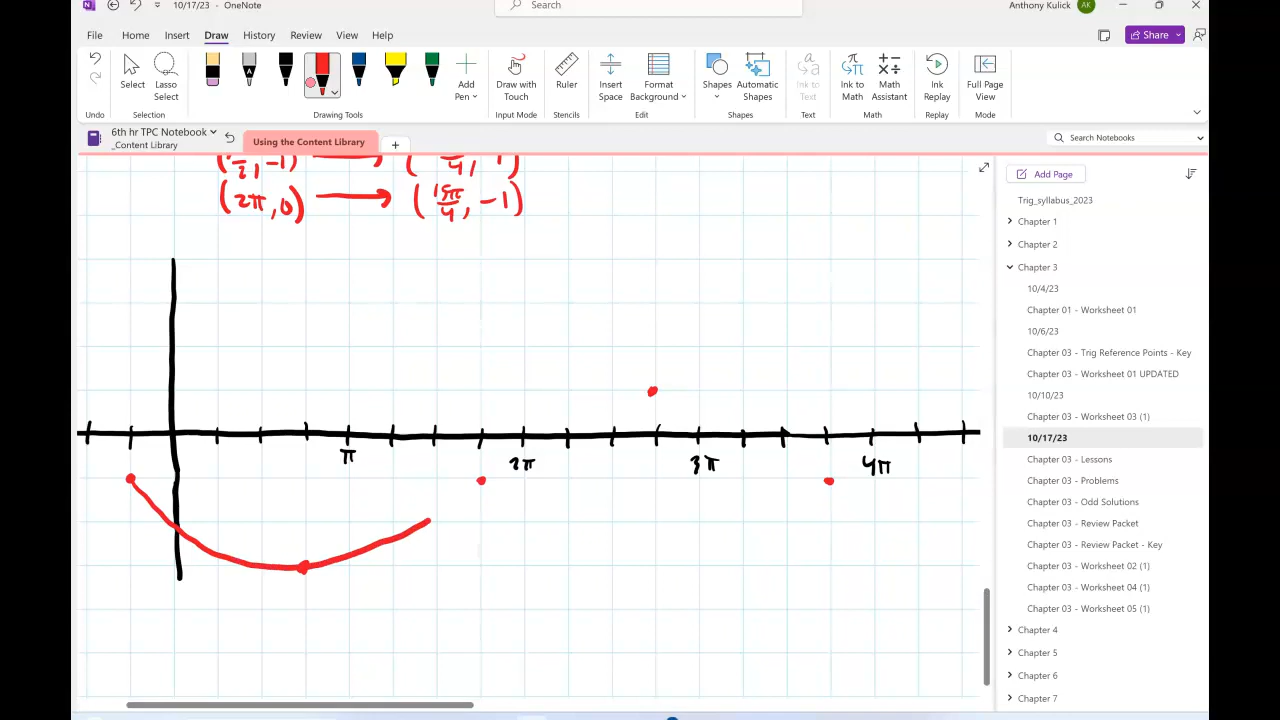 10/17/23 - OneNote
Search
Anthony Kulick
AK
File Home Insert Draw History Review View Help
Share
Undo
Select
Lasso Select
Add Pen
Draw with Touch
Ruler
Insert Space
Format Background
Shapes
Automatic Shapes
Ink to Text
Ink to Math
Math Assistant
Ink Replay
Full Page View
Undo Selection Drawing Tools Input Mode Stencils Edit Shapes Text Math Replay Mode
6th hr TPC Notebook
_Content Library
Using the Content Library
Search Notebooks
Add Page
Trig_syllabus_2023
Chapter 1
Chapter 2
Chapter 3
10/4/23
Chapter 01 - Worksheet 01
10/6/23
Chapter 03 - Trig Reference Points - Key
Chapter 03 - Worksheet 01 UPDATED
10/10/23
Chapter 03 - Worksheet 03 (1)
10/17/23
Chapter 03 - Lessons
Chapter 03 - Problems
Chapter 03 - Odd Solutions
Chapter 03 - Review Packet
Chapter 03 - Review Packet - Key
Chapter 03 - Worksheet 02 (1)
Chapter 03 - Worksheet 04 (1)
Chapter 03 - Worksheet 05 (1)
Chapter 4
Chapter 5
Chapter 6
Chapter 7
(2π, 0) → (15π/4, -1)
π 2π 3π 4π